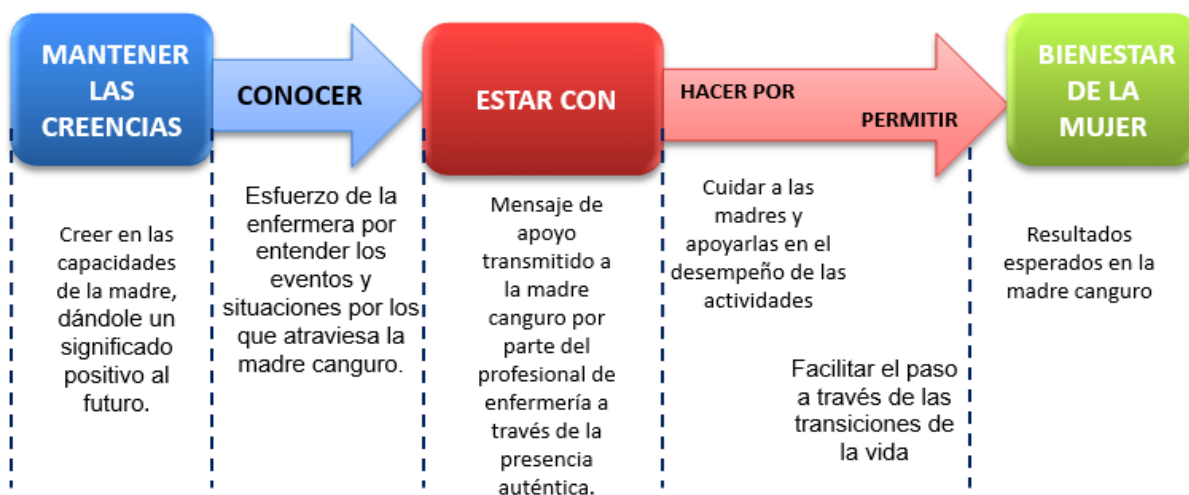 MANTENER
LAS
CREENCIAS
CONOCER
ESTAR CON
HACER POR
PERMITIR
BIENESTAR
DE LA
MUJER
Creer en las
capacidades
de la madre,
dándole un
significado
positivo al
futuro.
Esfuerzo de la
enfermera por
entender los
eventos y
situaciones por los
que atraviesa la
madre canguro.
Mensaje de
apoyo
transmitido a
la madre
canguro por
parte del
profesional de
enfermería a
través de la
presencia
auténtica.
Cuidar a las
madres y
apoyarlas en el
desempeño de las
actividades
Facilitar el paso
a través de las
transiciones de
la vida
Resultados
esperados en la
madre canguro